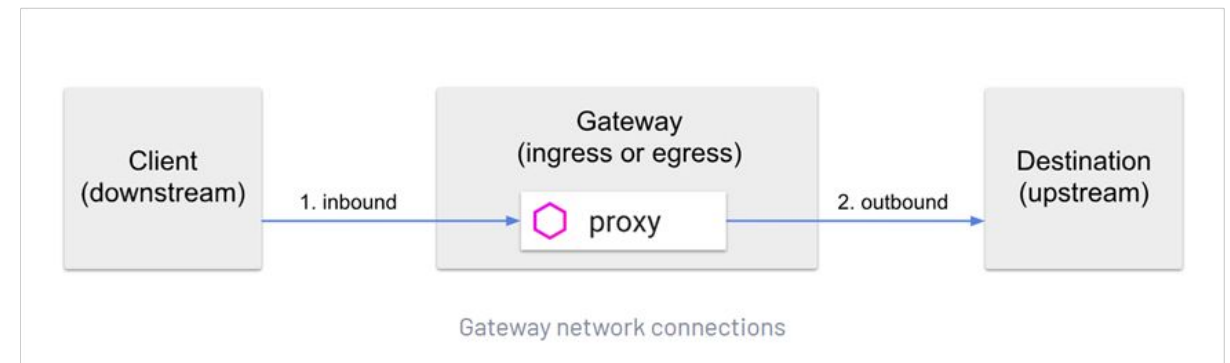 Client
(downstream)
1. inbound
Gateway
(ingress or egress)
proxy
2. outbound
Destination
(upstream)
Gateway network connections